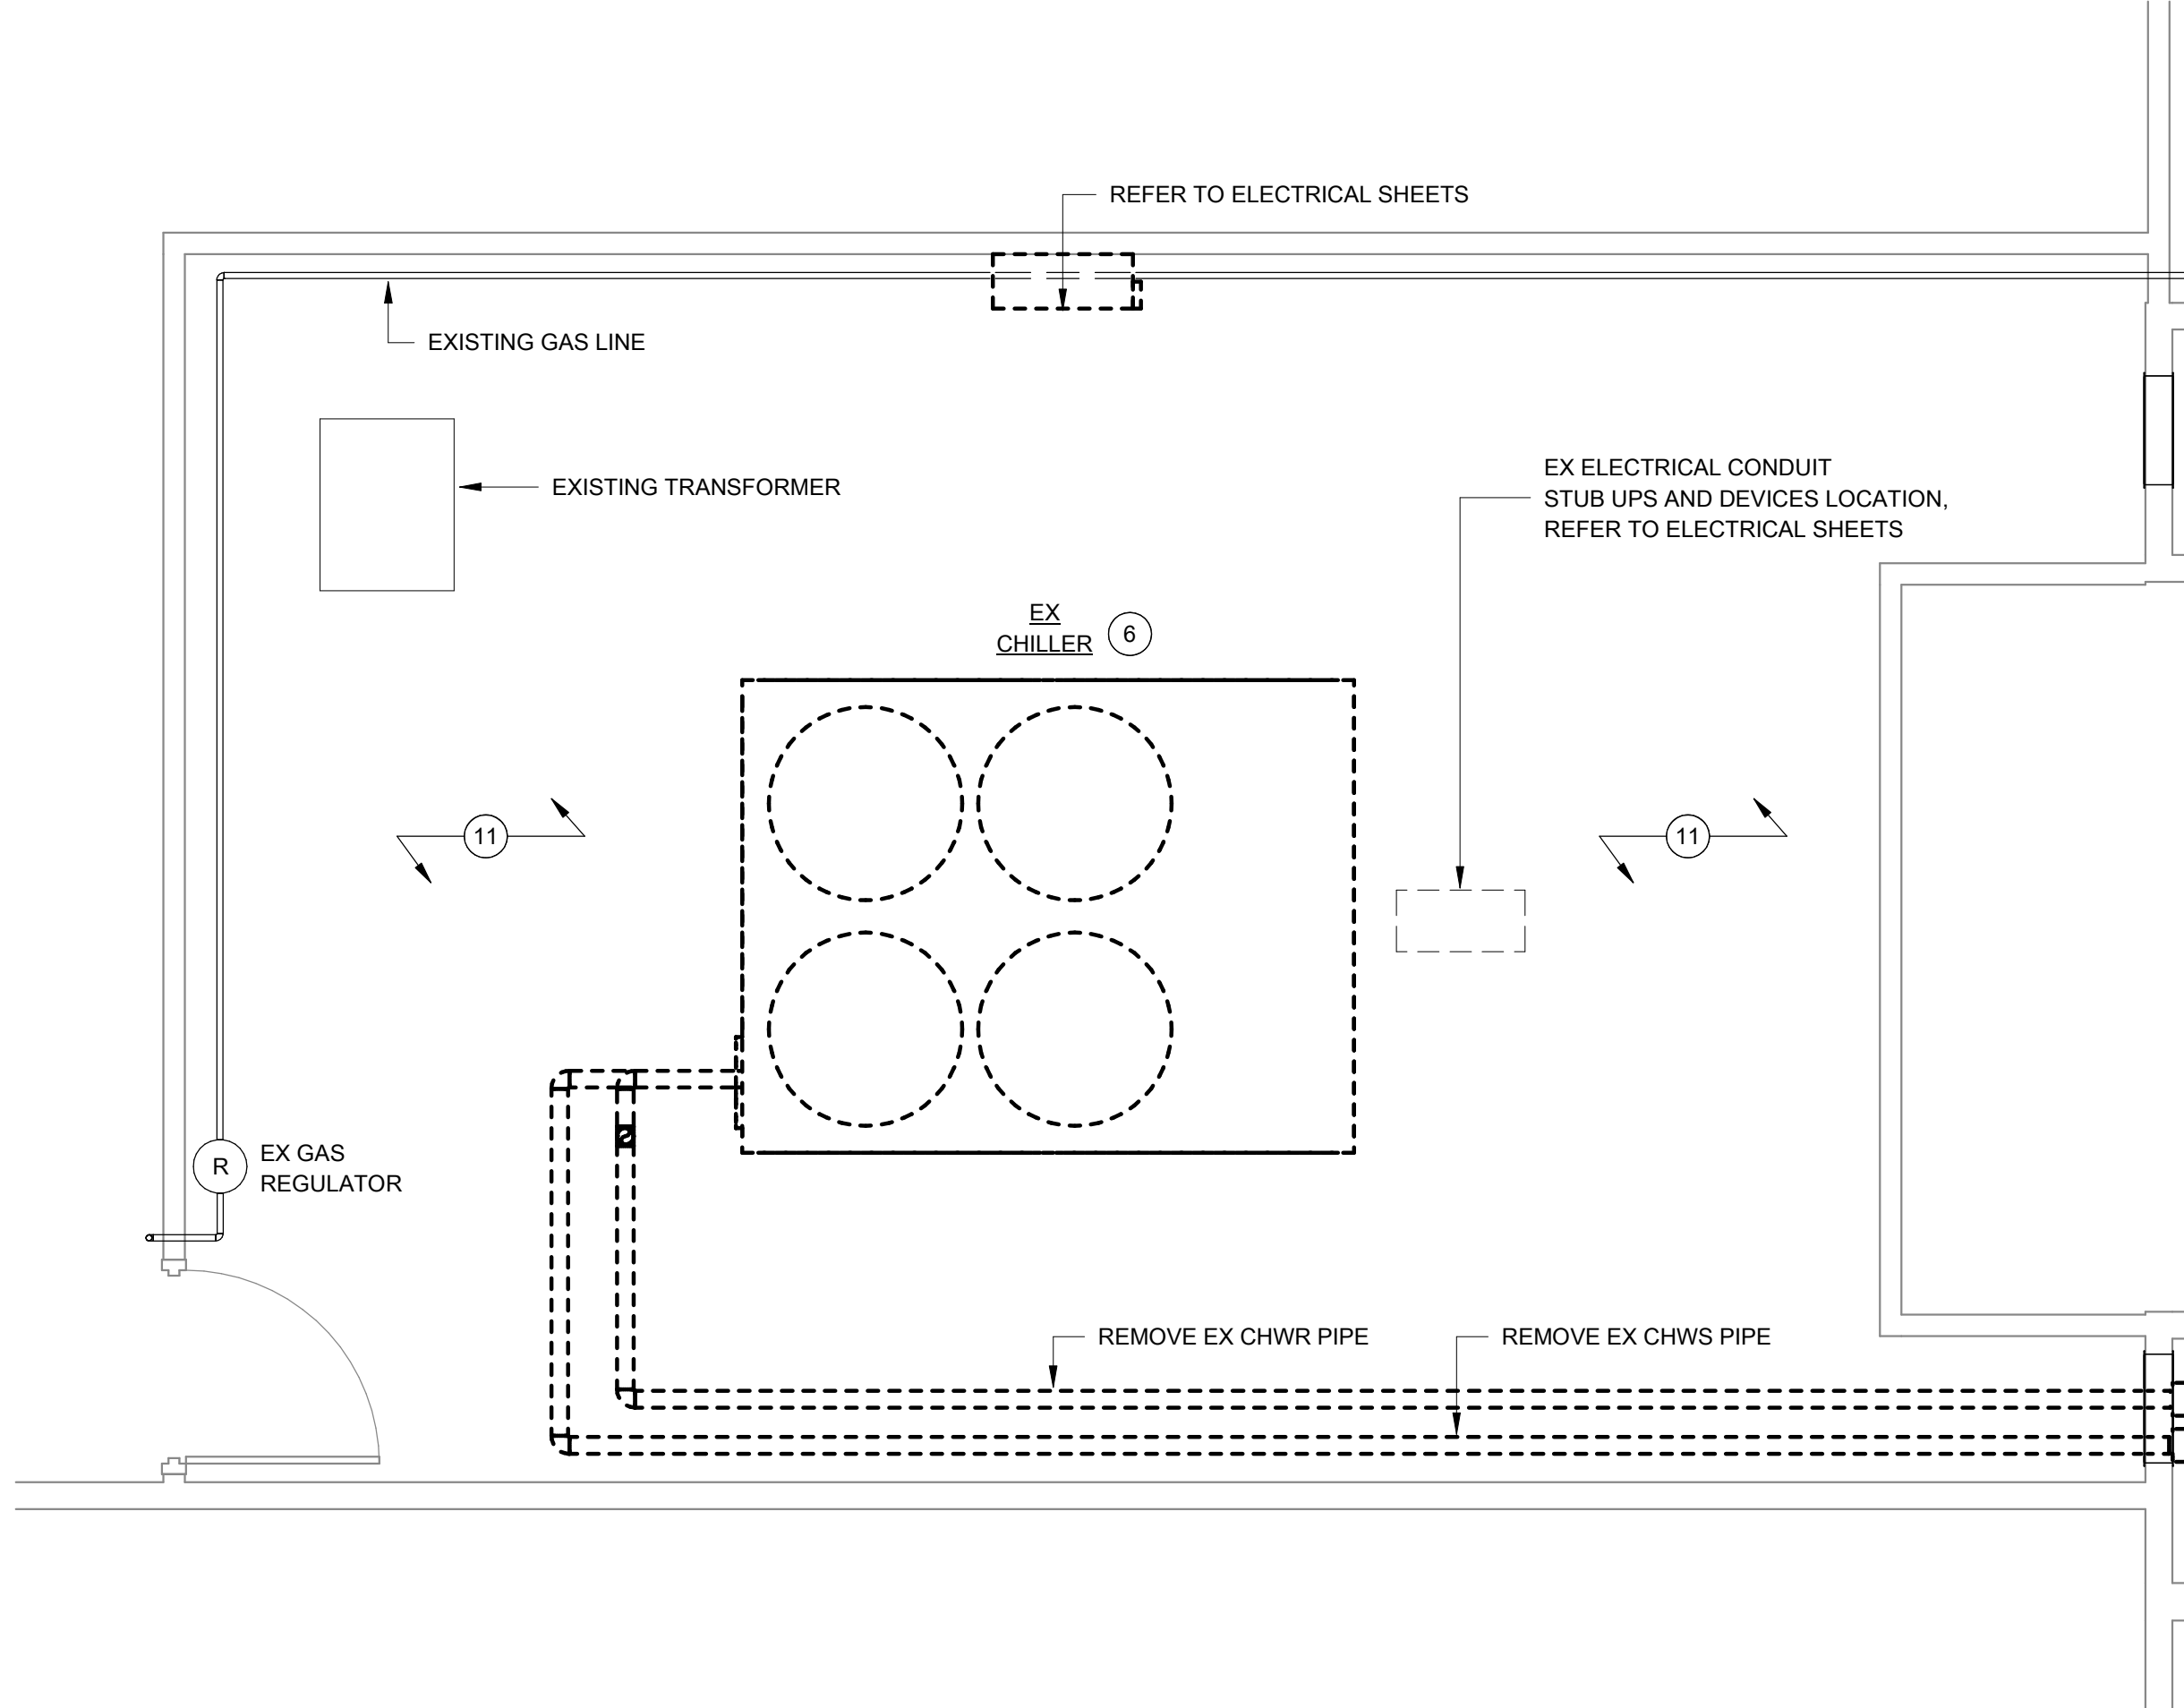 REFER TO ELECTRICAL SHEETS
EXISTING GAS LINE
EXISTING TRANSFORMER
EX ELECTRICAL CONDUIT
STUB UPS AND DEVICES LOCATION,
REFER TO ELECTRICAL SHEETS
EX
CHILLER
6
11
11
R
EX GAS
REGULATOR
REMOVE EX CHWR PIPE
REMOVE EX CHWS PIPE